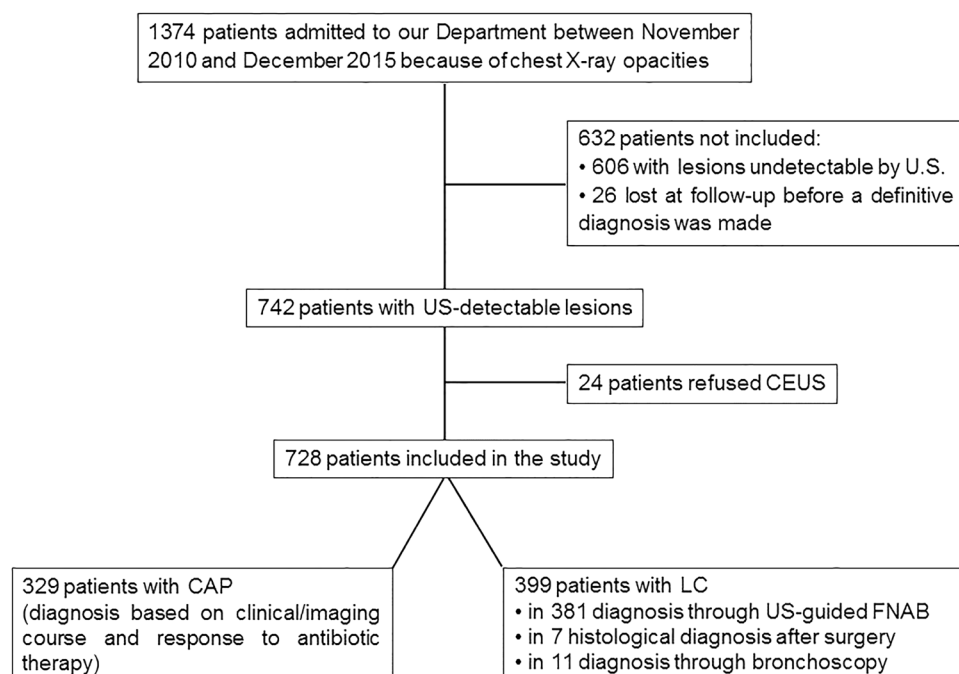 1374 patients admitted to our Department between November
2010 and December 2015 because of chest X-ray opacities
632 patients not included:
• 606 with lesions undetectable by U.S.
• 26 lost at follow-up before a definitive
diagnosis was made
742 patients with US-detectable lesions
24 patients refused CEUS
728 patients included in the study
329 patients with CAP
(diagnosis based on clinical/imaging
course and response to antibiotic
therapy)
399 patients with LC
• in 381 diagnosis through US-guided FNAB
• in 7 histological diagnosis after surgery
• in 11 diagnosis through bronchoscopy